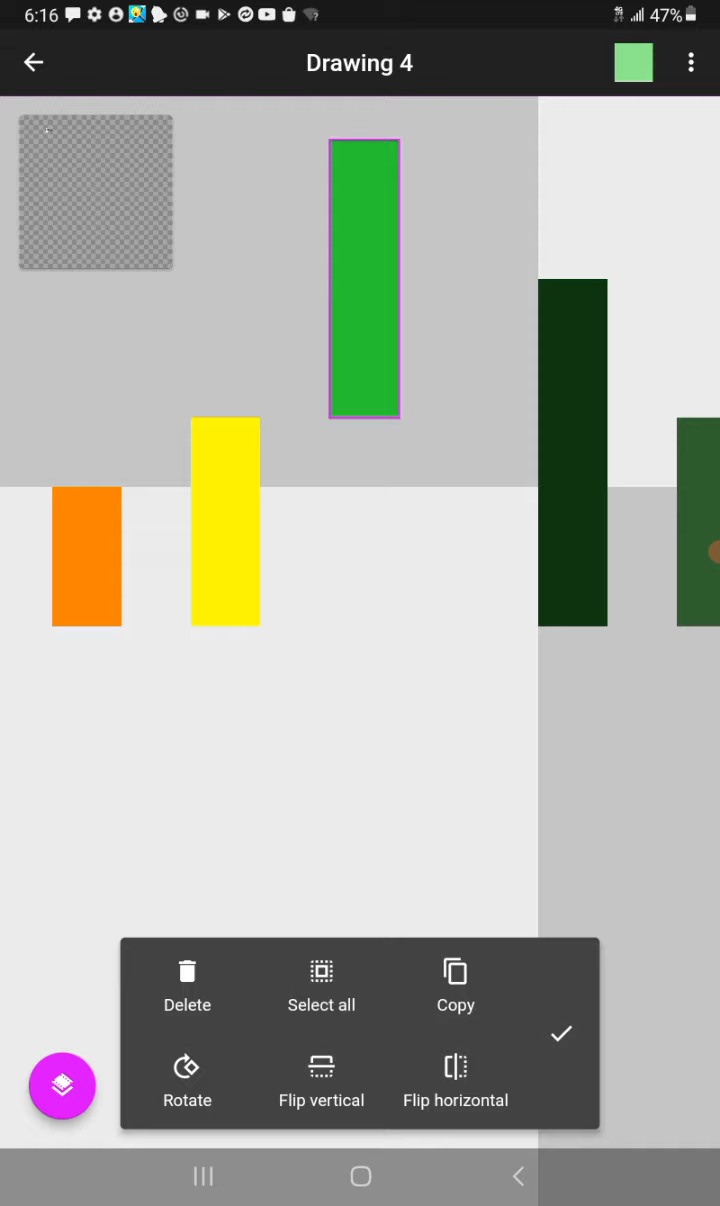 6:16 47%
Drawing 4
Delete Select all Copy
Rotate Flip vertical Flip horizontal